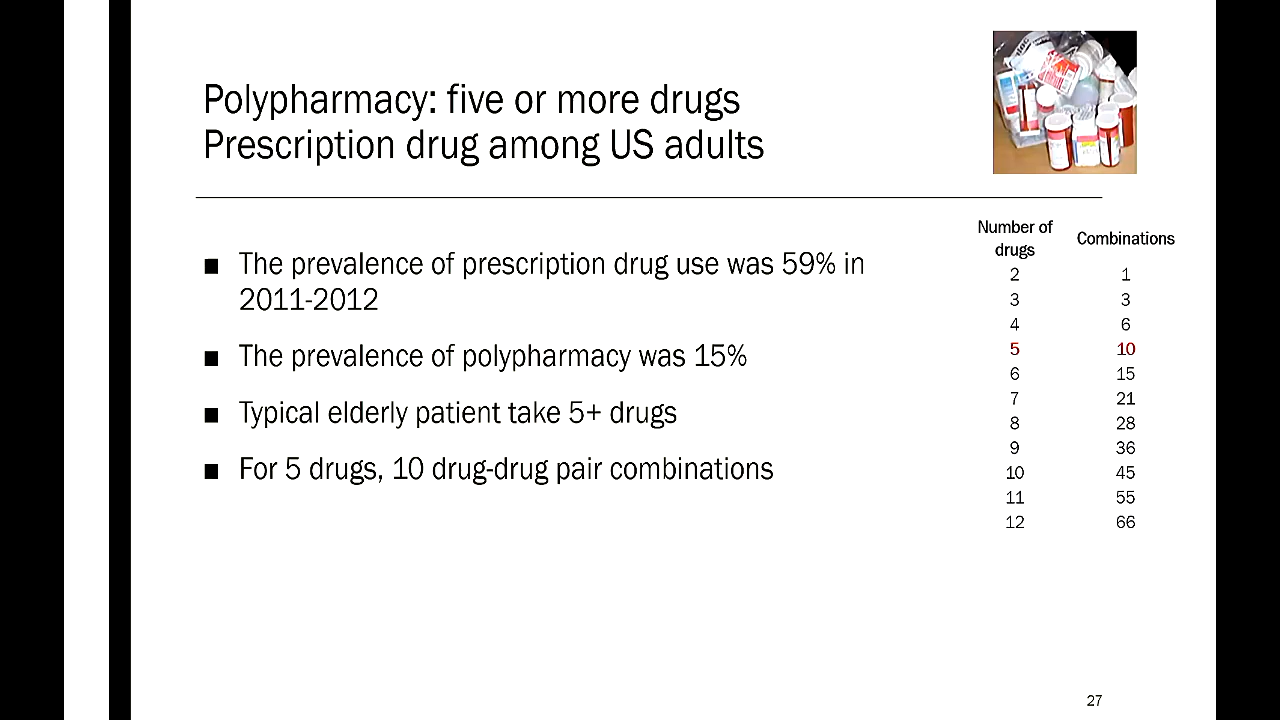 Polypharmacy: five or more drugs
Prescription drug among US adults
■ The prevalence of prescription drug use was 59% in
2011-2012
■ The prevalence of polypharmacy was 15%
■ Typical elderly patient take 5+ drugs
■ For 5 drugs, 10 drug-drug pair combinations
Number of
drugs
Combinations
2 1
3 3
4 6
5 10
6 15
7 21
8 28
9 36
10 45
11 55
12 66
27